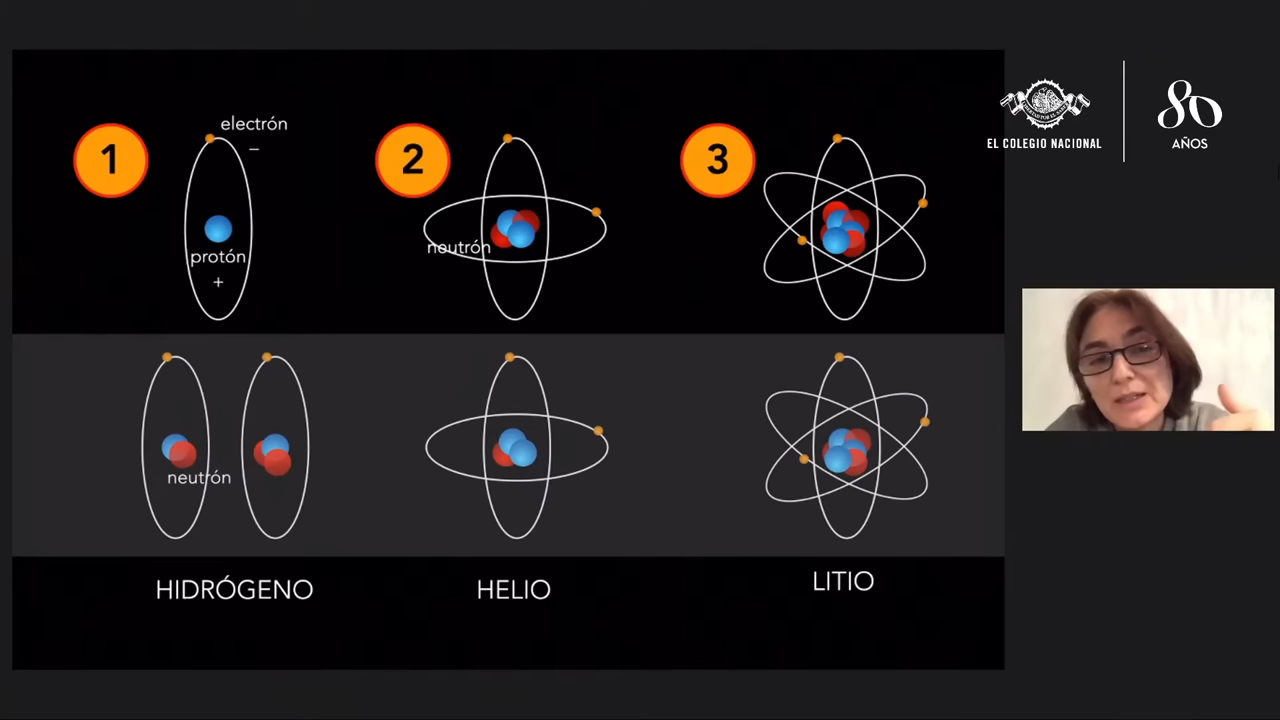 1
electrón
−
protón
+
2
neutrón
3
neutrón
HIDRÓGENO
HELIO
LITIO
EL COLEGIO NACIONAL
80
AÑOS